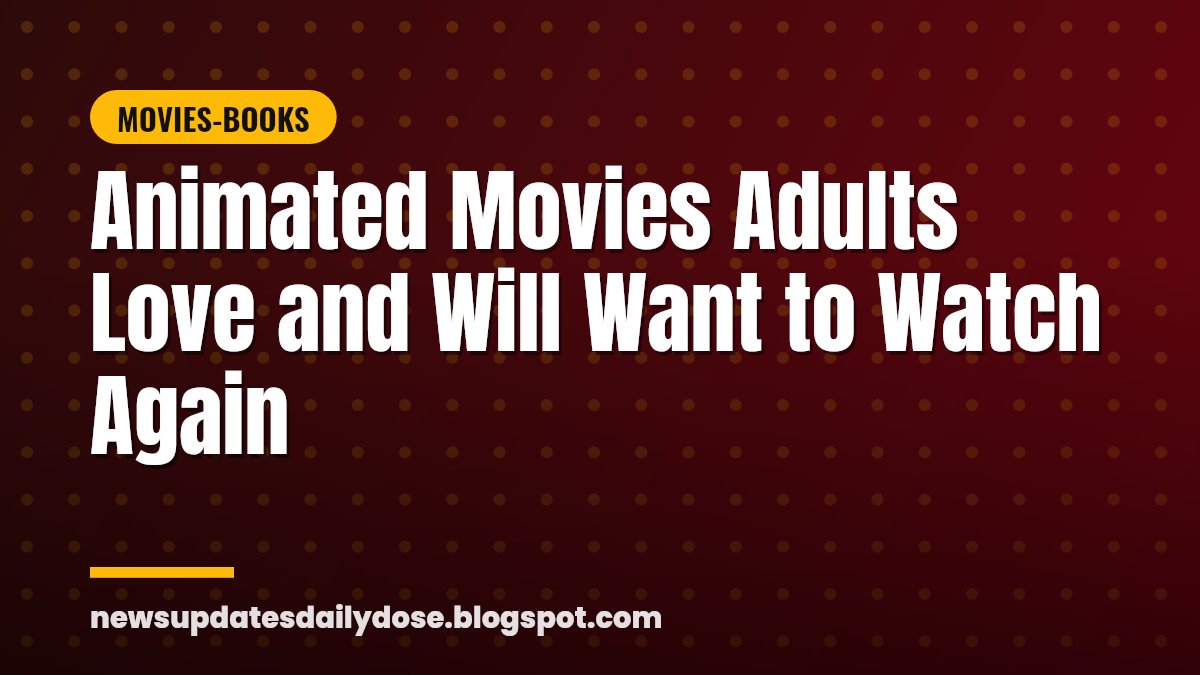 MOVIES-BOOKS
Animated Movies Adults
Love and Will Want to Watch
Again
newsupdatesdailydose.blogspot.com